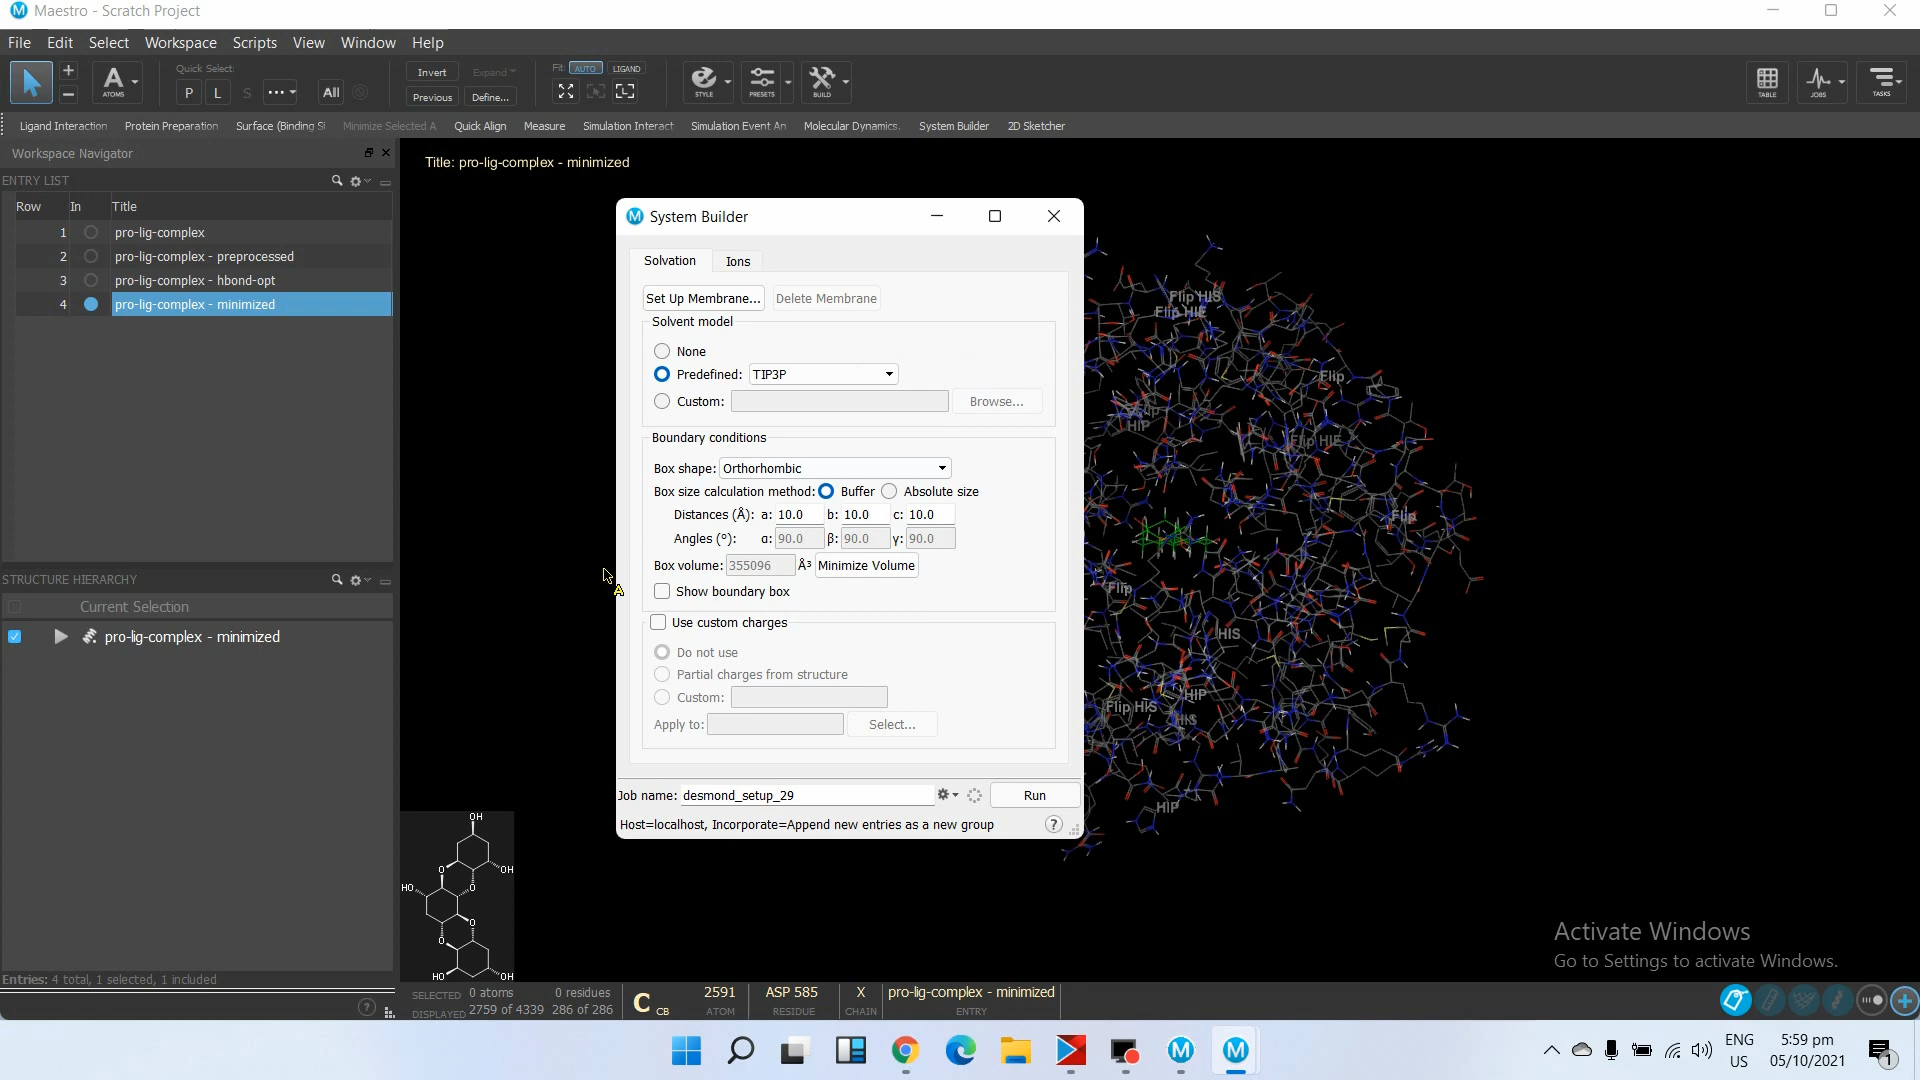 Maestro - Scratch Project
File Edit Select Workspace Scripts View Window Help
ATOMS
Quick Select:
P L S ... All
Invert Expand
Previous Define...
Fit: AUTO LIGAND
STYLE PRESETS BUILD
TABLE JOBS TASKS
Ligand Interaction Protein Preparation Surface (Binding Si Minimize Selected A Quick Align Measure Simulation Interact Simulation Event An Molecular Dynamics. System Builder 2D Sketcher
Workspace Navigator
ENTRY LIST
Row In Title
1 pro-lig-complex
2 pro-lig-complex - preprocessed
3 pro-lig-complex - hbond-opt
4 pro-lig-complex - minimized
STRUCTURE HIERARCHY
Current Selection
pro-lig-complex - minimized
Entries: 4 total, 1 selected, 1 included
Title: pro-lig-complex - minimized
System Builder
Solvation Ions
Set Up Membrane... Delete Membrane
Solvent model
None
Predefined: TIP3P
Custom: Browse...
Boundary conditions
Box shape: Orthorhombic
Box size calculation method: Buffer Absolute size
Distances (Å): a: 10.0 b: 10.0 c: 10.0
Angles (°): α: 90.0 β: 90.0 γ: 90.0
Box volume: 355096 Å³ Minimize Volume
Show boundary box
Use custom charges
Do not use
Partial charges from structure
Custom:
Apply to: Select...
Job name: desmond_setup_29 Run
Host=localhost, Incorporate=Append new entries as a new group
Flip HIS
Flip HIE
Flip
HIP
Flip HIE
Flip
Flip
HIS
HIP
Flip HIS
HIS
HIP
OH
O OH
HO O
O
O
HO OH
Activate Windows
Go to Settings to activate Windows.
SELECTED 0 atoms 0 residues
DISPLAYED 2759 of 4339 286 of 286
C CB
2591 ATOM
ASP 585 RESIDUE
X CHAIN
pro-lig-complex - minimized ENTRY
ENG
US
5:59 pm
05/10/2021
1